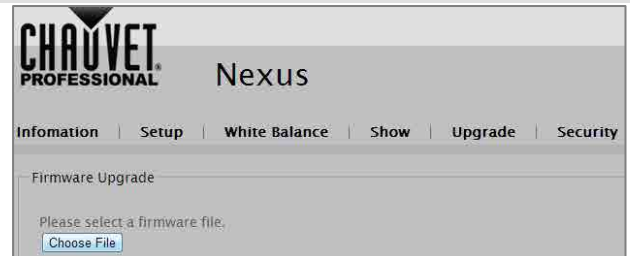 CHAUVET®
PROFESSIONAL
Nexus
Infomation | Setup | White Balance | Show | Upgrade | Security
Firmware Upgrade
Please select a firmware file.
Choose File